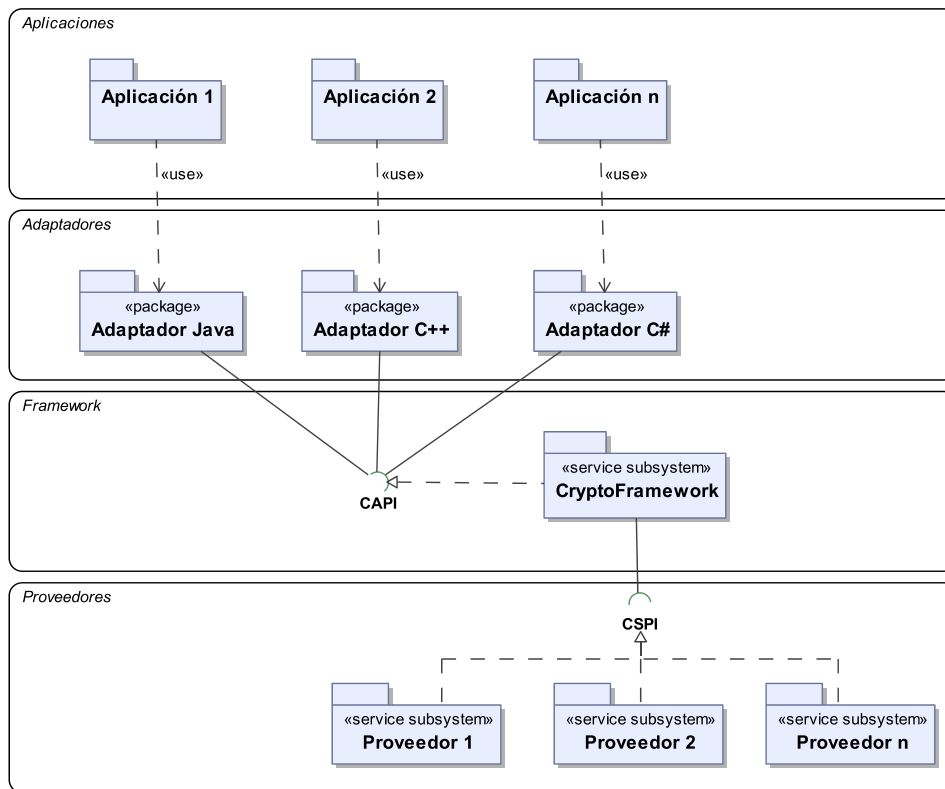 Aplicaciones
Aplicación 1
Aplicación 2
Aplicación n
«use»
«use»
«use»
Adaptadores
«package»
Adaptador Java
«package»
Adaptador C++
«package»
Adaptador C#
Framework
«service subsystem»
CryptoFramework
CAPI
Proveedores
CSPI
«service subsystem»
Proveedor 1
«service subsystem»
Proveedor 2
«service subsystem»
Proveedor n